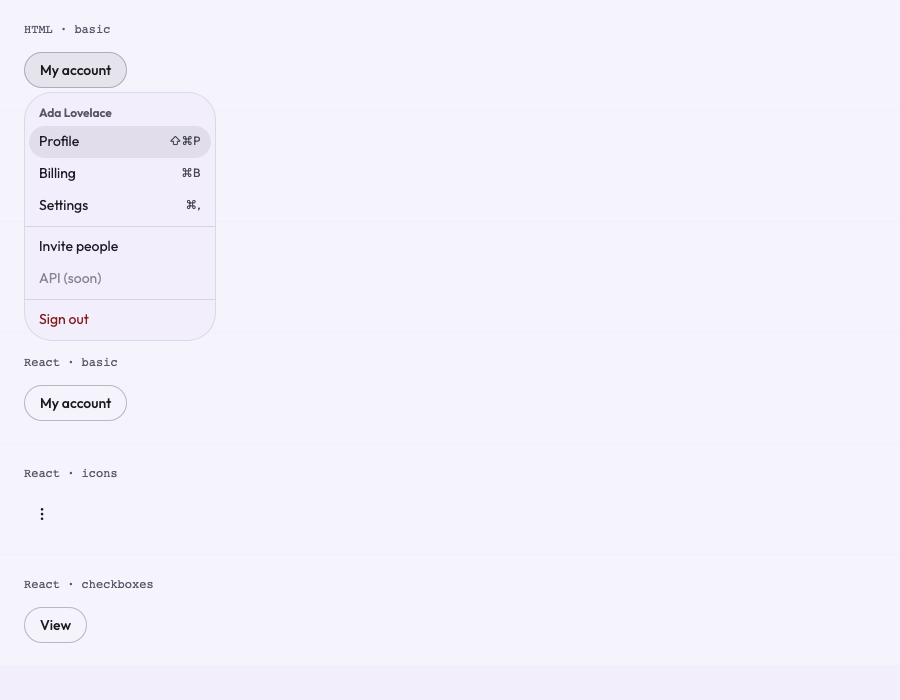 HTML · basic
My account
Ada Lovelace
Profile ⇧⌘P
Billing ⌘B
Settings ⌘,
Invite people
API (soon)
Sign out
React · basic
My account
React · icons
React · checkboxes
View